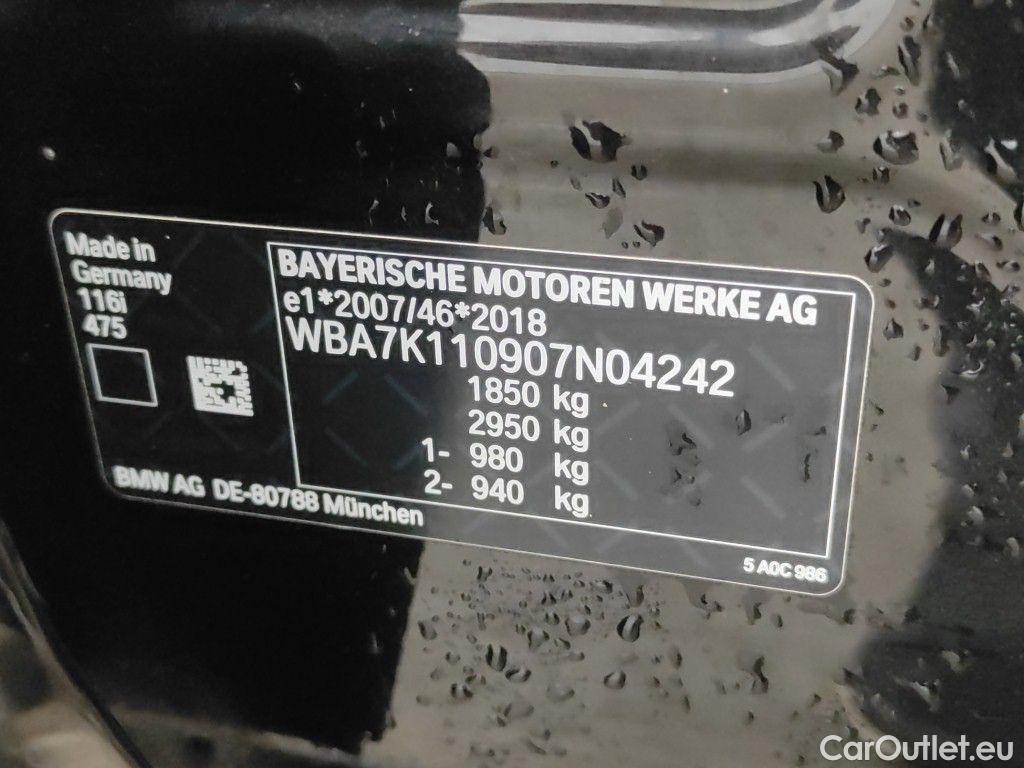 Made in
Germany
116i
475
BAYERISCHE MOTOREN WERKE AG
e1*2007/46*2018
WBA7K110907N04242
1850 kg
2950 kg
1- 980 kg
2- 940 kg
BMW AG DE-80788 München
5 A0C 986
CarOutlet.eu